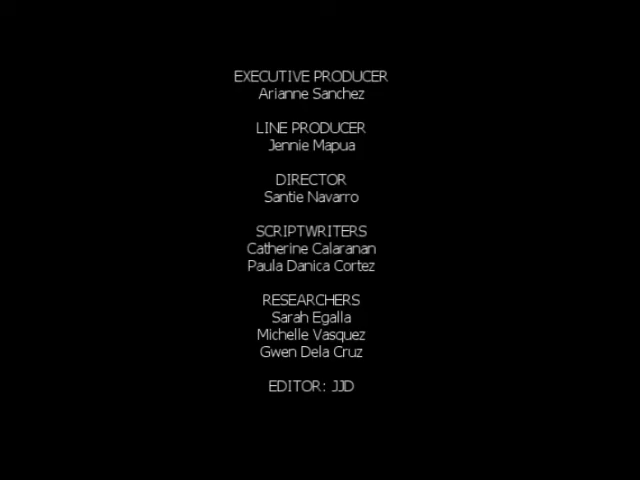 EXECUTIVE PRODUCER
Arianne Sanchez
LINE PRODUCER
Jennie Mapua
DIRECTOR
Santie Navarro
SCRIPTWRITERS
Catherine Calaranan
Paula Danica Cortez
RESEARCHERS
Sarah Egalla
Michelle Vasquez
Gwen Dela Cruz
EDITOR: JJD